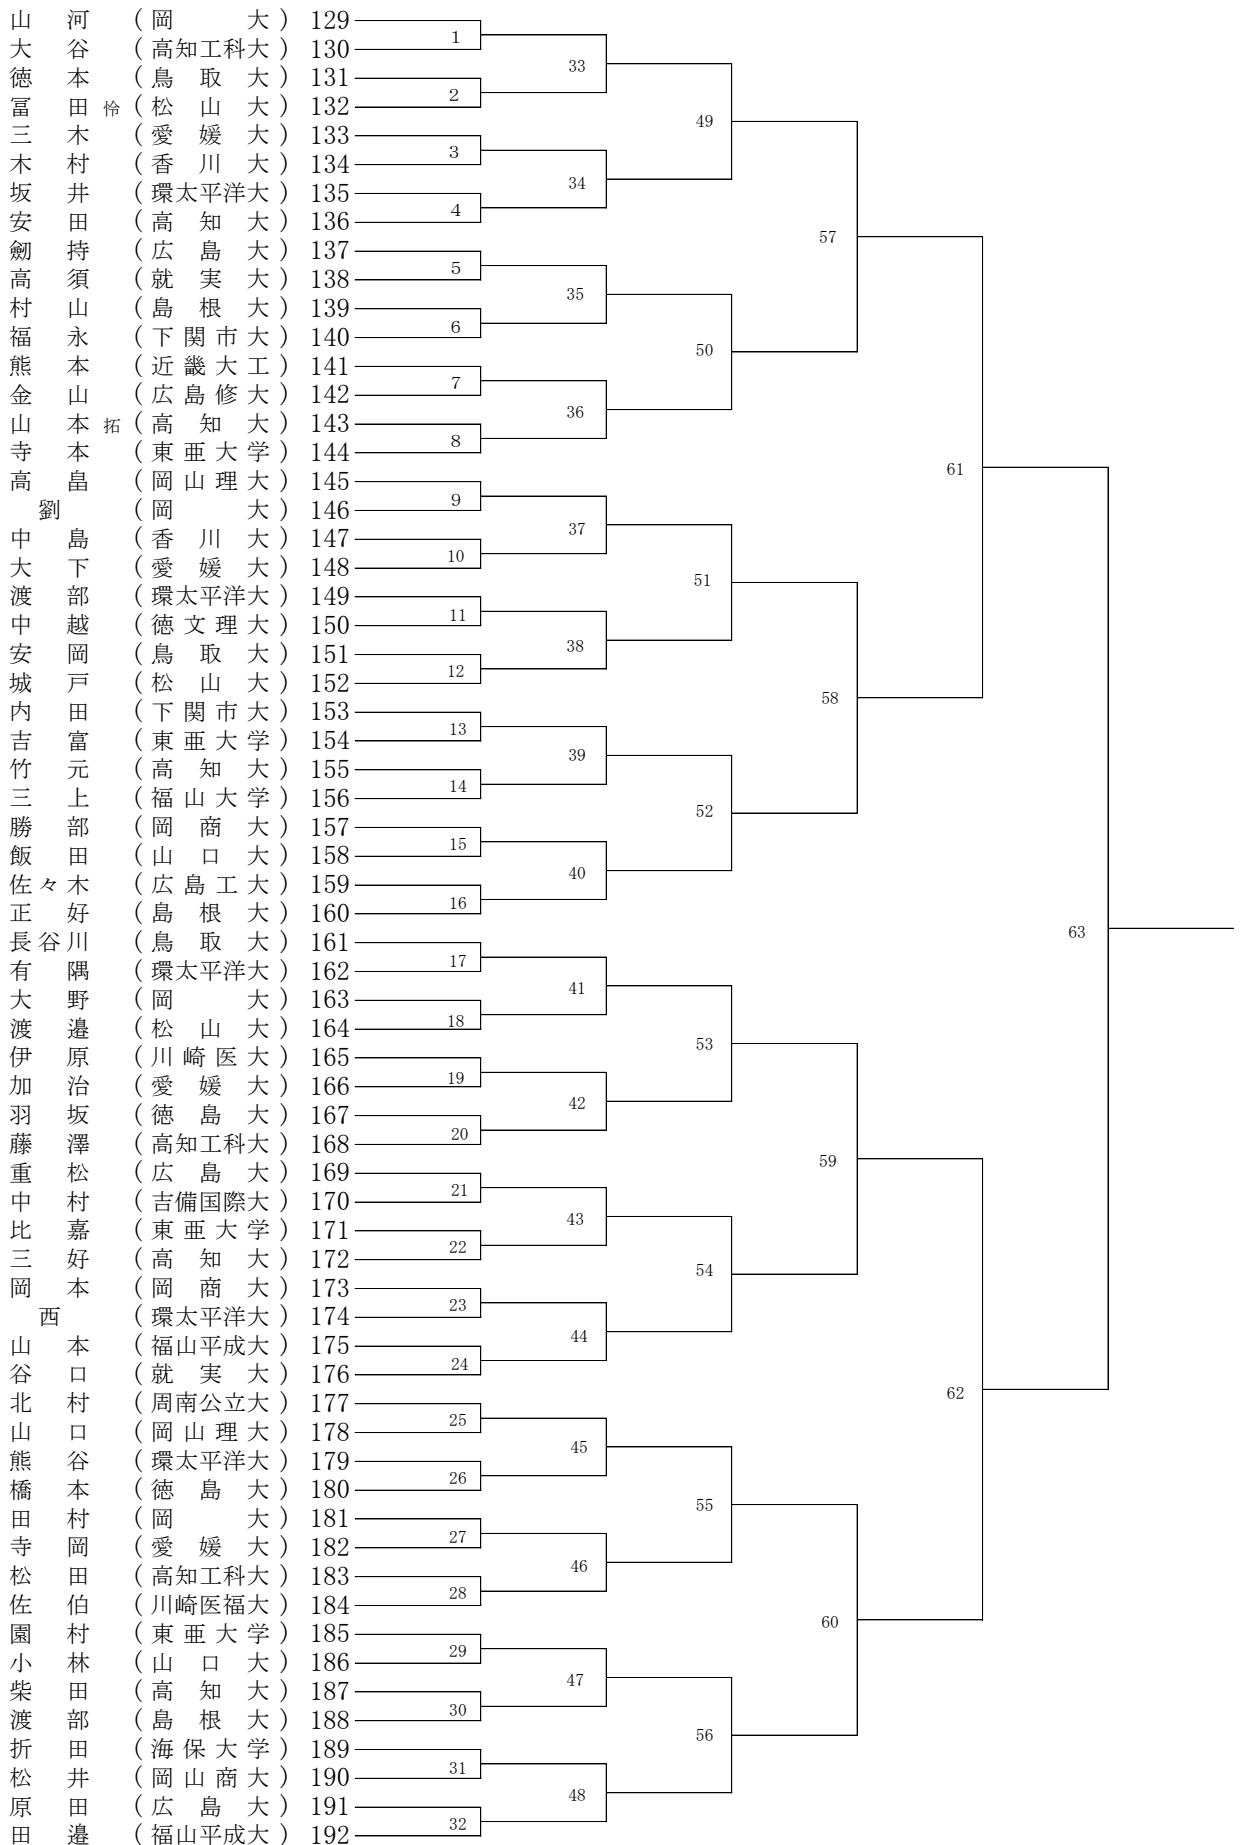 山河（岡大）129
大谷（高知工科大）130
徳本（鳥取大）131
冨田怜（松山大）132
三木（愛媛大）133
木村（香川大）134
坂井（環太平洋大）135
安田（高知大）136
劒持（広島大）137
高須（就実大）138
村山（島根大）139
福永（下関市大）140
熊本（近畿大工）141
金山（広島修大）142
山本拓（高知大）143
寺本（東亜大学）144
高畠（岡山理大）145
劉（岡大）146
中島（香川大）147
大下（愛媛大）148
渡部（環太平洋大）149
中越（徳文理大）150
安岡（鳥取大）151
城戸（松山大）152
内田（下関市大）153
吉富（東亜大学）154
竹元（高知大）155
三上（福山大学）156
勝部（岡商大）157
飯田（山口大）158
佐々木（広島工大）159
正好（島根大）160
長谷川（鳥取大）161
有隅（環太平洋大）162
大野（岡大）163
渡邉（松山大）164
伊原（川崎医大）165
加治（愛媛大）166
羽坂（徳島大）167
藤澤（高知工科大）168
重松（広島大）169
中村（吉備国際大）170
比嘉（東亜大学）171
三好（高知大）172
岡本（岡商大）173
西（環太平洋大）174
山本（福山平成大）175
谷口（就実大）176
北村（周南公立大）177
山口（岡山理大）178
熊谷（環太平洋大）179
橋本（徳島大）180
田村（岡大）181
寺岡（愛媛大）182
松田（高知工科大）183
佐伯（川崎医福大）184
園村（東亜大学）185
小林（山口大）186
柴田（高知大）187
渡部（島根大）188
折田（海保大学）189
松井（岡山商大）190
原田（広島大）191
田邉（福山平成大）192
1
2
3
4
5
6
7
8
9
10
11
12
13
14
15
16
17
18
19
20
21
22
23
24
25
26
27
28
29
30
31
32
33
34
35
36
37
38
39
40
41
42
43
44
45
46
47
48
49
50
51
52
53
54
55
56
57
58
59
60
61
62
63